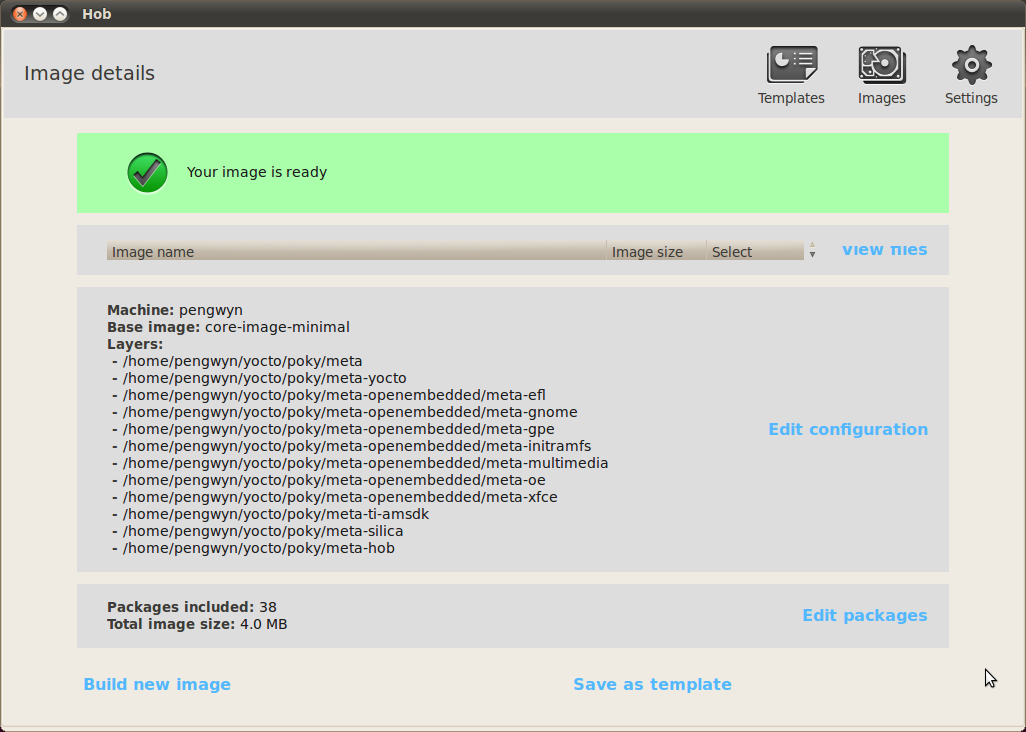 Hob
Image details
Templates
Images
Settings
Your image is ready
Image name Image size Select
View files
Machine: pengwyn
Base image: core-image-minimal
Layers:
- /home/pengwyn/yocto/poky/meta
- /home/pengwyn/yocto/poky/meta-yocto
- /home/pengwyn/yocto/poky/meta-openembedded/meta-efl
- /home/pengwyn/yocto/poky/meta-openembedded/meta-gnome
- /home/pengwyn/yocto/poky/meta-openembedded/meta-gpe
- /home/pengwyn/yocto/poky/meta-openembedded/meta-initramfs
- /home/pengwyn/yocto/poky/meta-openembedded/meta-multimedia
- /home/pengwyn/yocto/poky/meta-openembedded/meta-oe
- /home/pengwyn/yocto/poky/meta-openembedded/meta-xfce
- /home/pengwyn/yocto/poky/meta-ti-amsdk
- /home/pengwyn/yocto/poky/meta-silica
- /home/pengwyn/yocto/poky/meta-hob
Edit configuration
Packages included: 38
Total image size: 4.0 MB
Edit packages
Build new image
Save as template